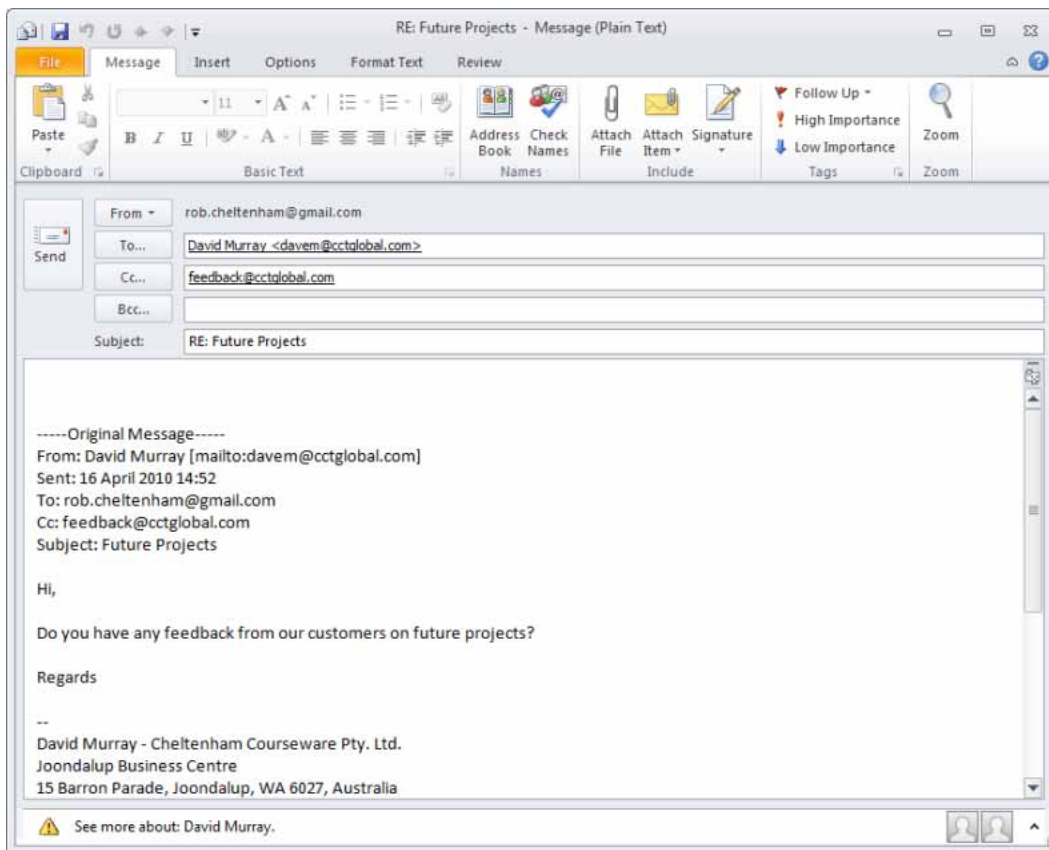 RE: Future Projects - Message (Plain Text)
File Message Insert Options Format Text Review
Paste
11
A A
B I U A
Address Book
Check Names
Attach File
Attach Item
Signature
Follow Up
High Importance
Low Importance
Zoom
Clipboard Basic Text Names Include Tags Zoom
Send
From rob.cheltenham@gmail.com
To... David Murray <davem@cctglobal.com>
Cc... feedback@cctglobal.com
Bcc...
Subject: RE: Future Projects
-----Original Message-----
From: David Murray [mailto:davem@cctglobal.com]
Sent: 16 April 2010 14:52
To: rob.cheltenham@gmail.com
Cc: feedback@cctglobal.com
Subject: Future Projects
Hi,
Do you have any feedback from our customers on future projects?
Regards
--
David Murray - Cheltenham Courseware Pty. Ltd.
Joondalup Business Centre
15 Barron Parade, Joondalup, WA 6027, Australia
See more about: David Murray.